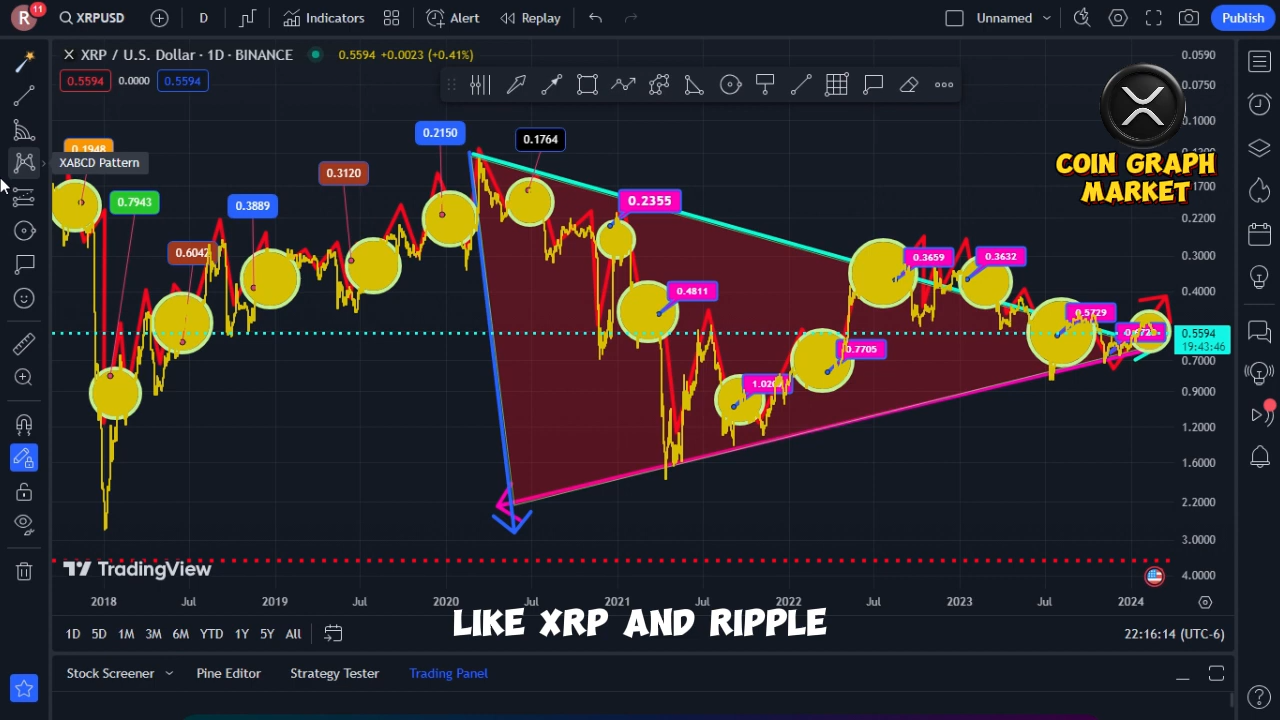 R 11 XRPUSD D Indicators Alert Replay Unnamed Publish
XRP / U.S. Dollar · 1D · BINANCE 0.5594 +0.0023 (+0.41%)
0.5594 0.0000 0.5594
XABCD Pattern
0.1948
0.7943
0.6042
0.3889
0.3120
0.2150
0.1764
0.2355
0.4811
0.7705
0.3659
0.3632
0.5729
COIN GRAPH
MARKET
0.0590
0.0750
0.1000
0.1700
0.2200
0.3000
0.4000
0.5594
19:43:46
0.7000
0.9000
1.2000
1.6000
2.2000
3.0000
4.0000
TradingView
2018 Jul 2019 Jul 2020 Jul 2021 Jul 2022 Jul 2023 Jul 2024
LIKE XRP AND RIPPLE
1D 5D 1M 3M 6M YTD 1Y 5Y All 22:16:14 (UTC-6)
Stock Screener Pine Editor Strategy Tester Trading Panel